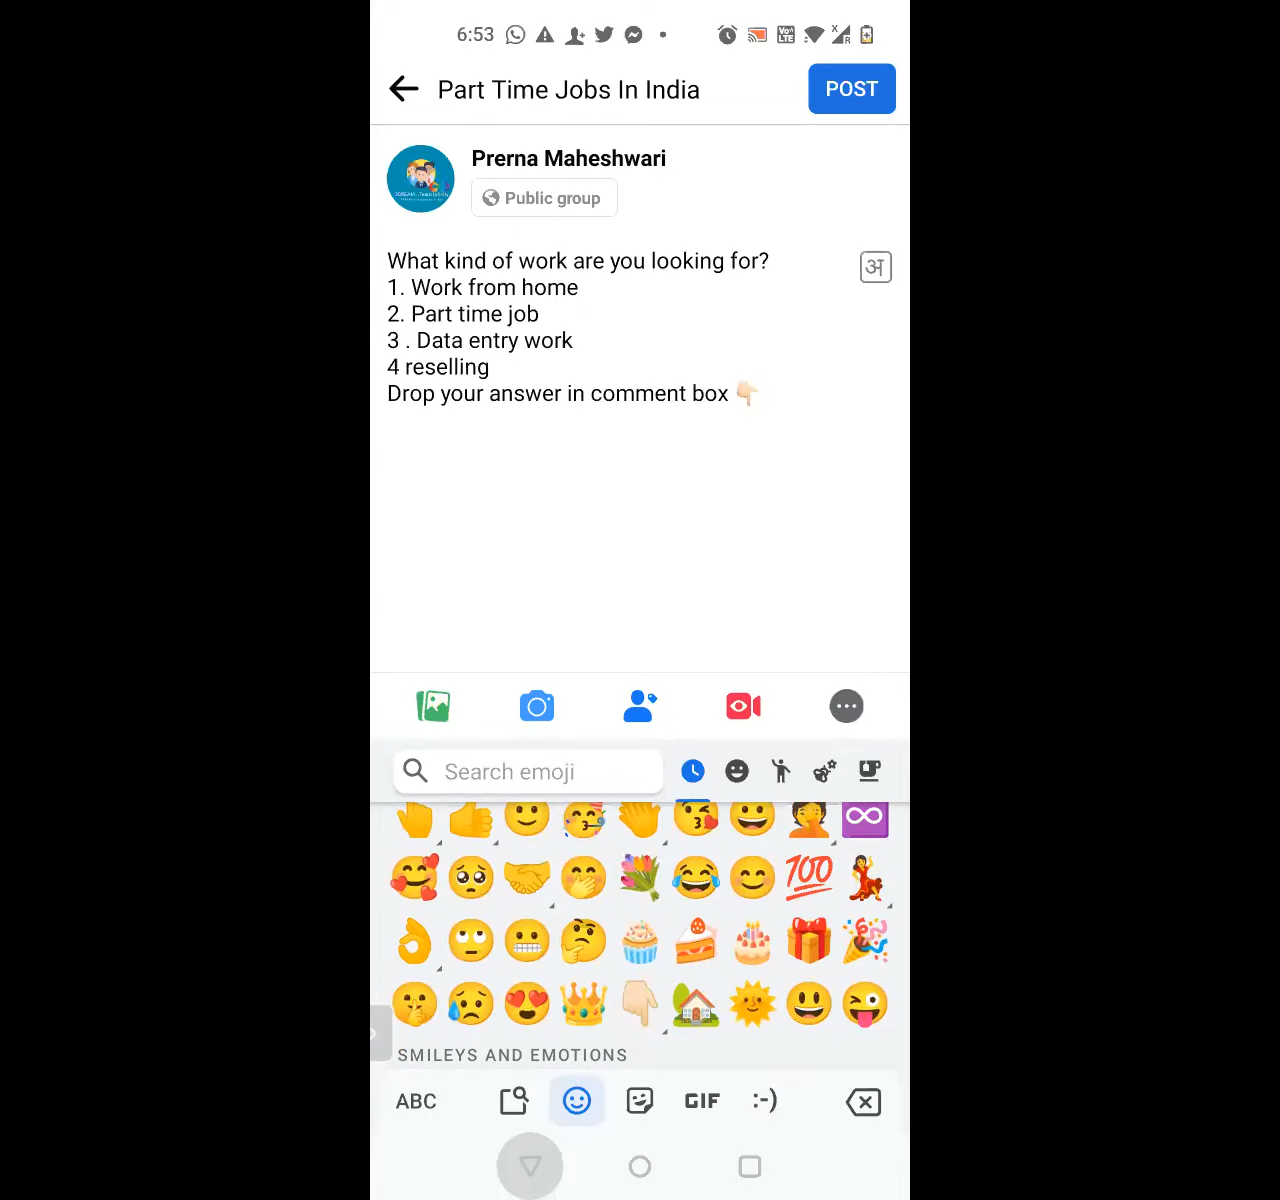 6:53
Part Time Jobs In India
POST
Prerna Maheshwari
Public group
What kind of work are you looking for?
अ
1. Work from home
2. Part time job
3 . Data entry work
4 reselling
Drop your answer in comment box 👇🏻
Search emoji
SMILEYS AND EMOTIONS
ABC
GIF
:-)